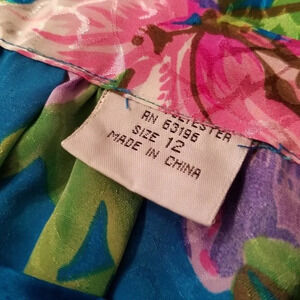 POLYESTER
RN 63196
SIZE 12
MADE IN CHINA